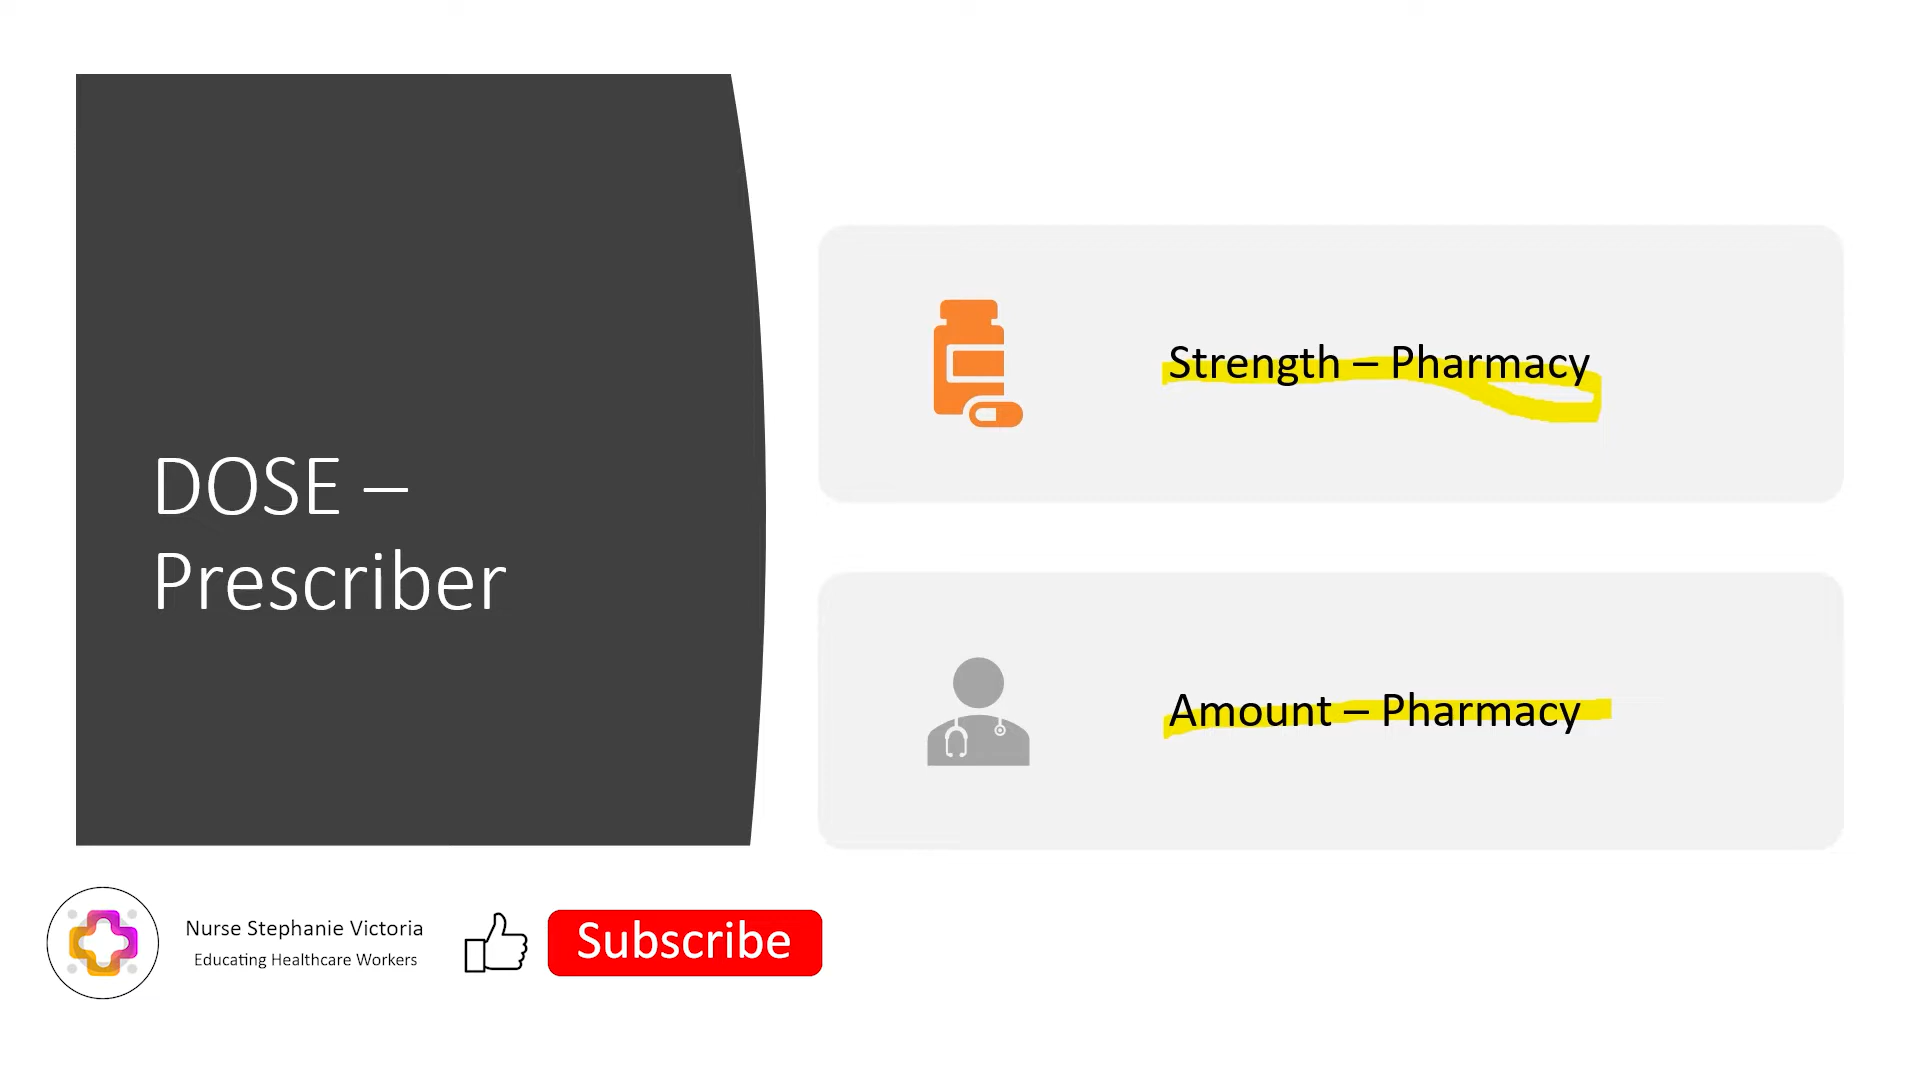 DOSE –
Prescriber
Strength – Pharmacy
Amount – Pharmacy
Nurse Stephanie Victoria
Educating Healthcare Workers
Subscribe